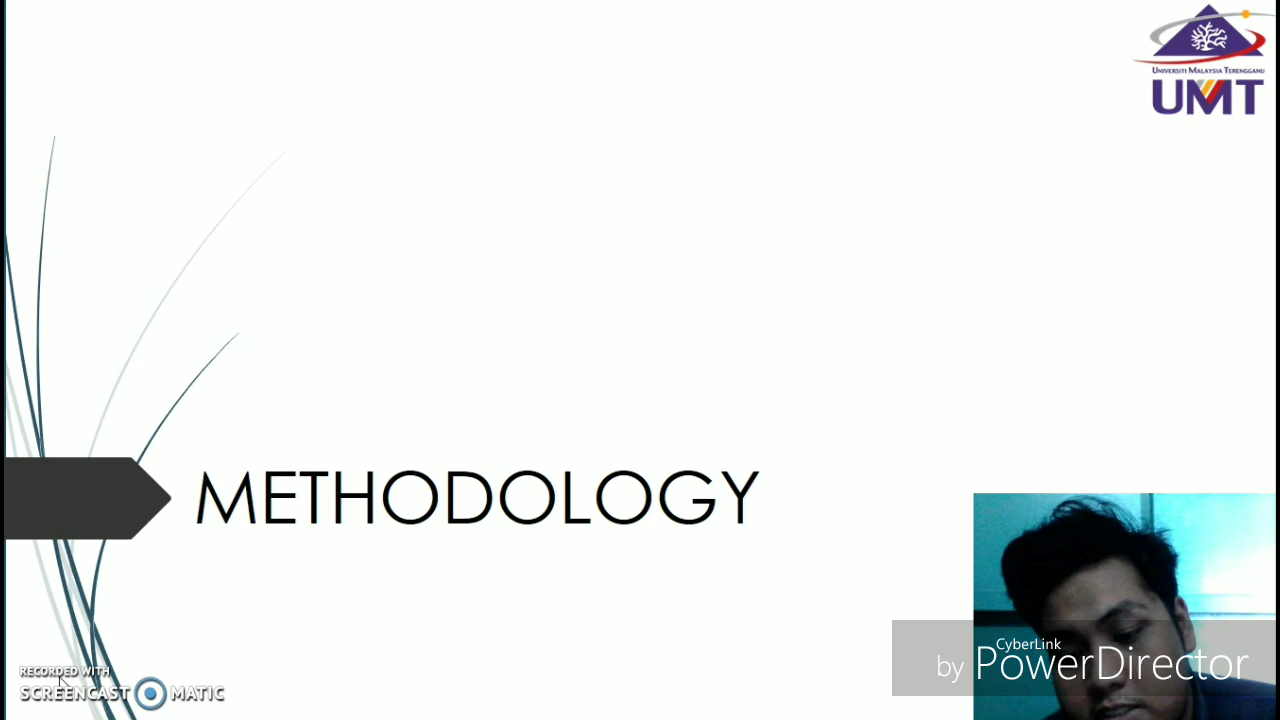 UNIVERSITI MALAYSIA TERENGGANU
UMT
METHODOLOGY
CyberLink
by PowerDirector
RECORDED WITH
SCREENCAST MATIC